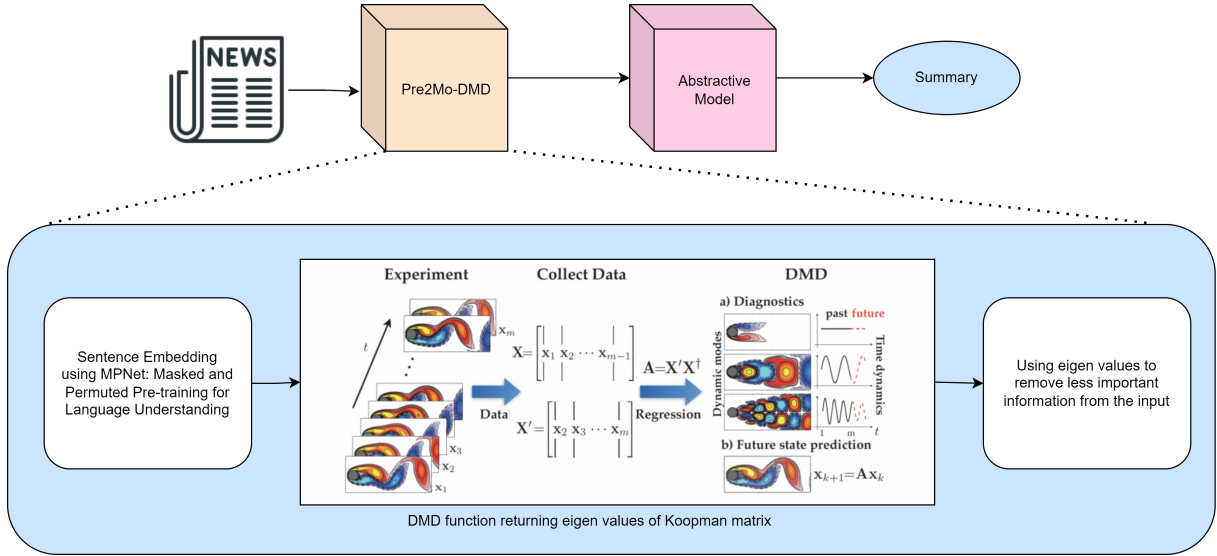 NEWS
Pre2Mo-DMD
Abstractive
Model
Summary
Sentence Embedding
using MPNet: Masked and
Permuted Pre-training for
Language Understanding
Experiment
t
x_m
x_3
x_2
x_1
Data
Collect Data
X=[x_1 x_2 ⋯ x_{m−1}]
X′=[x_2 x_3 ⋯ x_m]
A=X′X†
Regression
DMD
a) Diagnostics
Dynamic modes
past future
Time dynamics
1 m t
b) Future state prediction
x_{k+1}=Ax_k
DMD function returning eigen values of Koopman matrix
Using eigen values to
remove less important
information from the input